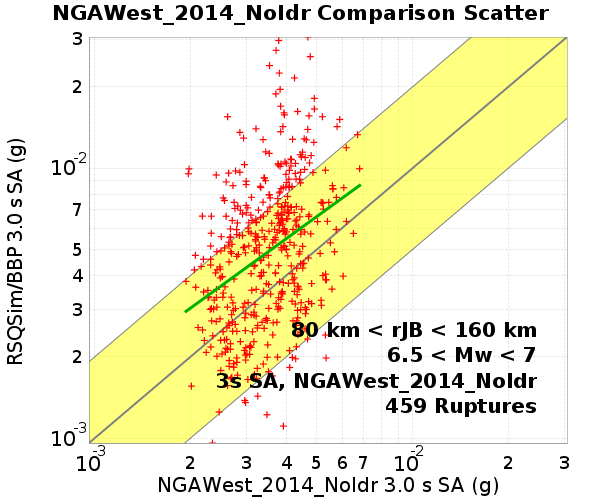 NGAWest_2014_NoIdr Comparison Scatter
RSQSim/BBP 3.0 s SA (g)
3
2
10-2
7
5
4
3
2
10-3
80 km < rJB < 160 km
6.5 < Mw < 7
3s SA, NGAWest_2014_NoIdr
459 Ruptures
10-3 2 3 4 5 6 7 10-2 2 3
NGAWest_2014_NoIdr 3.0 s SA (g)